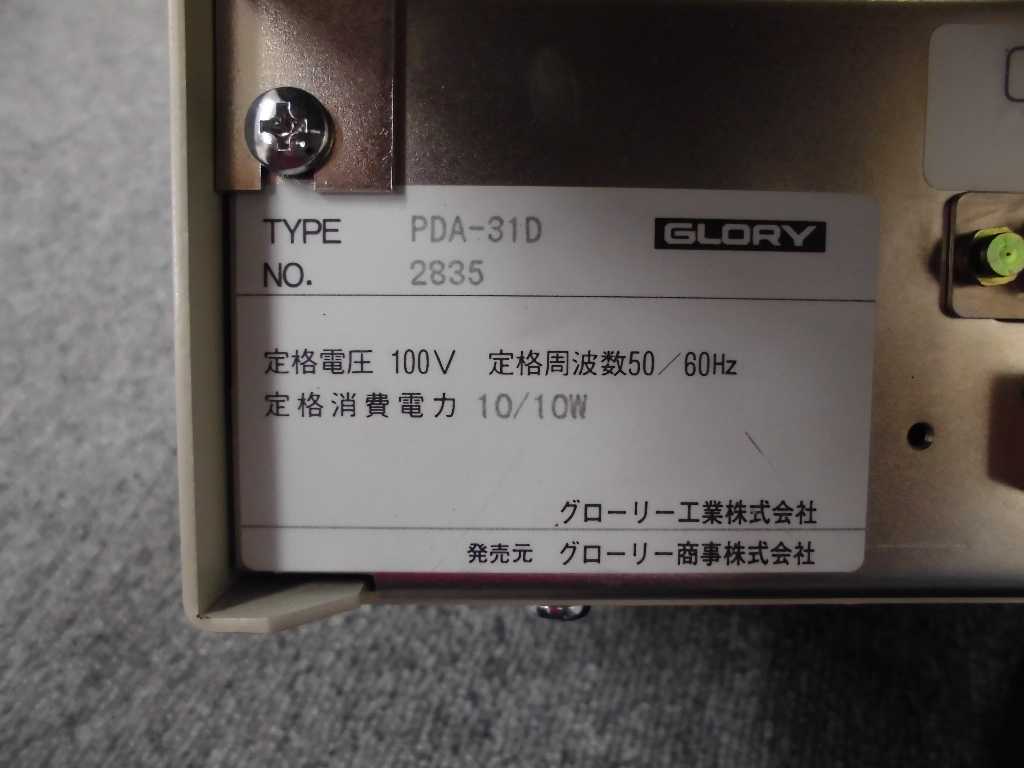 TYPE PDA-31D GLORY
NO. 2835
定格電圧 100V 定格周波数50/60Hz
定格消費電力 10/10W
グローリー工業株式会社
発売元 グローリー商事株式会社